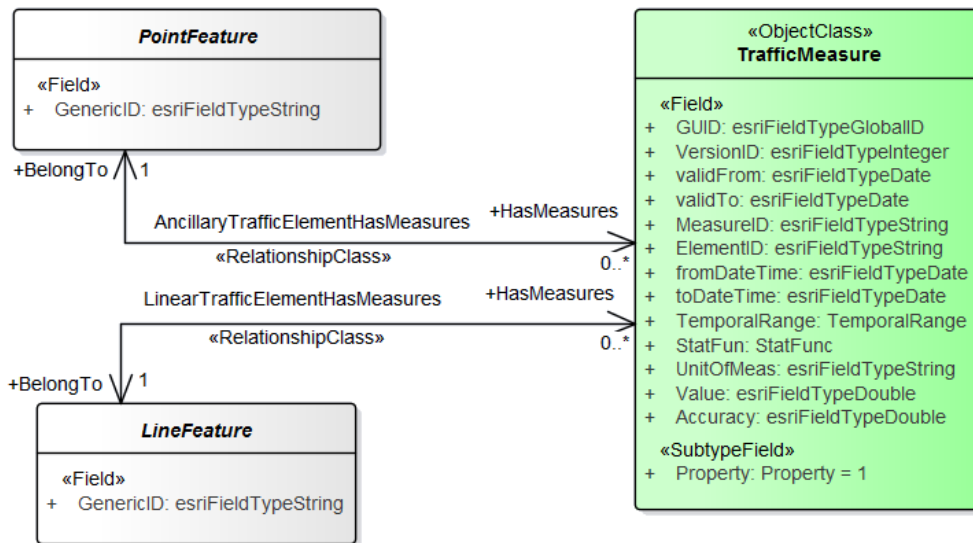 PointFeature
«Field»
+ GenericID: esriFieldTypeString
+BelongTo 1
AncillaryTrafficElementHasMeasures +HasMeasures
«RelationshipClass» 0..*
LinearTrafficElementHasMeasures +HasMeasures
«RelationshipClass» 0..*
+BelongTo 1
LineFeature
«Field»
+ GenericID: esriFieldTypeString
«ObjectClass»
TrafficMeasure
«Field»
+ GUID: esriFieldTypeGlobalID
+ VersionID: esriFieldTypeInteger
+ validFrom: esriFieldTypeDate
+ validTo: esriFieldTypeDate
+ MeasureID: esriFieldTypeString
+ ElementID: esriFieldTypeString
+ fromDateTime: esriFieldTypeDate
+ toDateTime: esriFieldTypeDate
+ TemporalRange: TemporalRange
+ StatFun: StatFunc
+ UnitOfMeas: esriFieldTypeString
+ Value: esriFieldTypeDouble
+ Accuracy: esriFieldTypeDouble
«SubtypeField»
+ Property: Property = 1